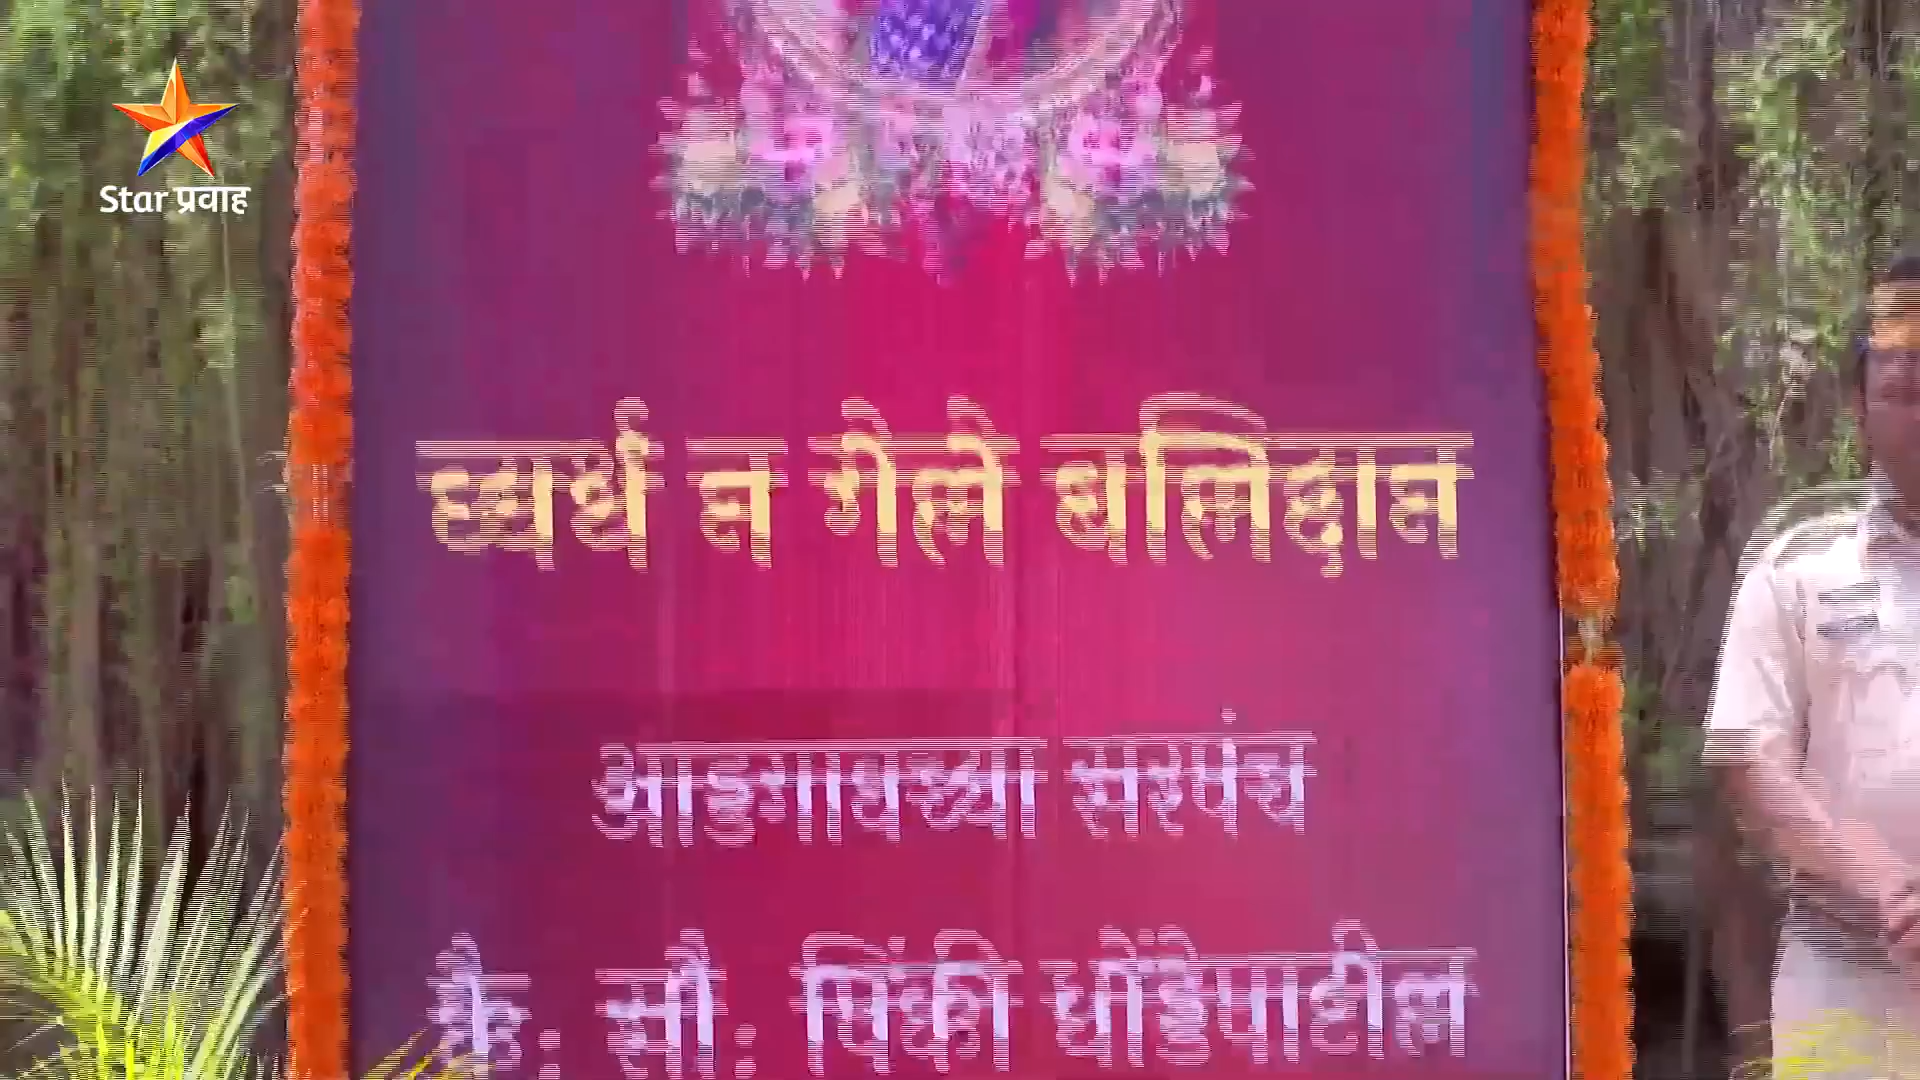 Star प्रवाह
व्यर्थ न गेले बलिदान
आडगावच्या सरपंच
कै. सौ. पिंकी धोंडेपाटील